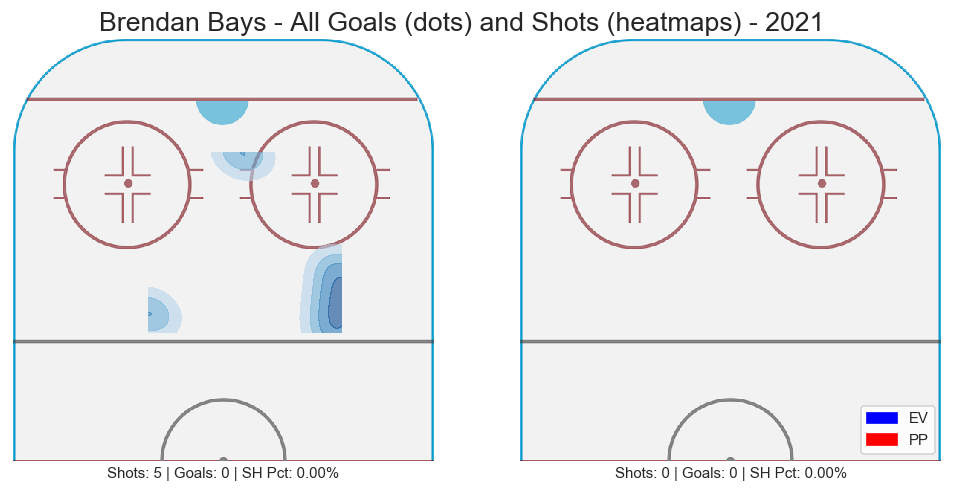 Brendan Bays - All Goals (dots) and Shots (heatmaps) - 2021
EV
PP
Shots: 5 | Goals: 0 | SH Pct: 0.00%
Shots: 0 | Goals: 0 | SH Pct: 0.00%